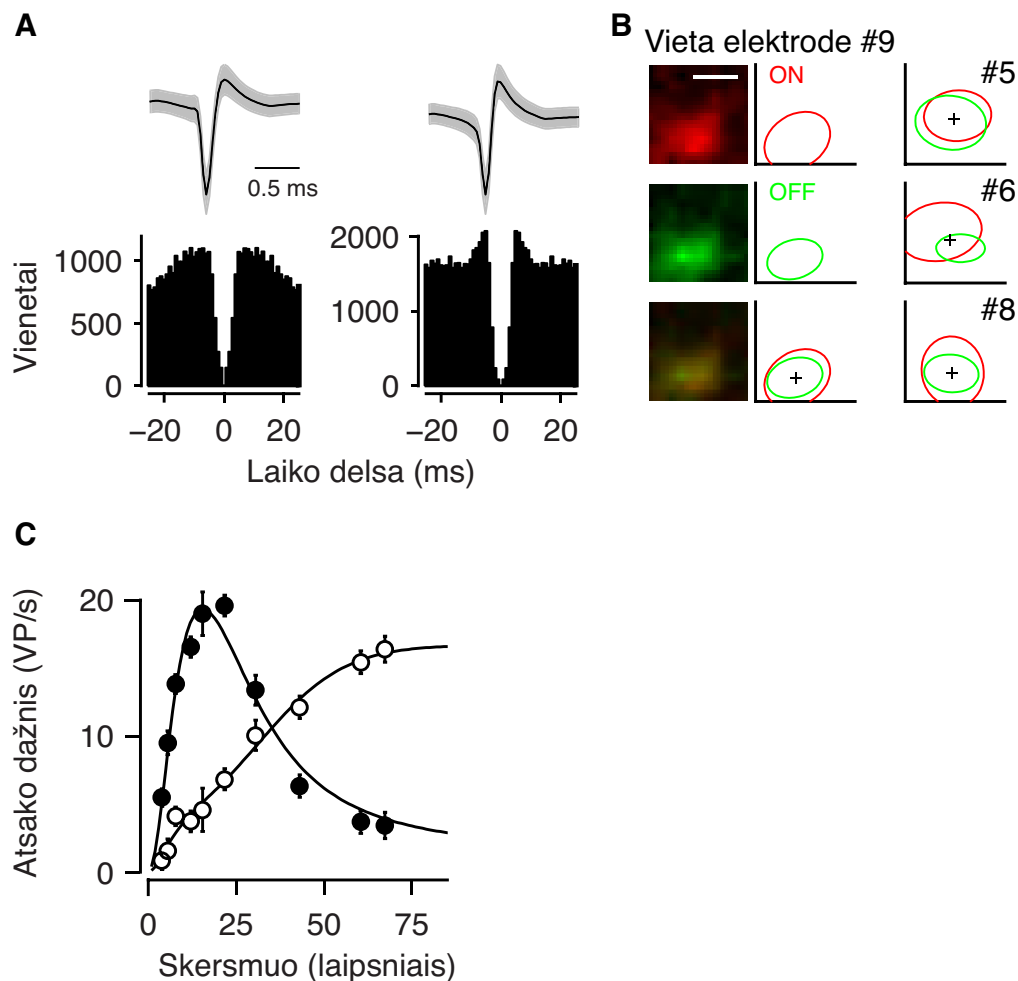 A
0.5 ms
Vienetai
1000
500
0
2000
1000
0
−20 0 20
−20 0 20
Laiko delsa (ms)
B
Vieta elektrode #9
ON
#5
OFF
#6
#8
C
Atsako dažnis (VP/s)
20
10
0
0 25 50 75
Skersmuo (laipsniais)